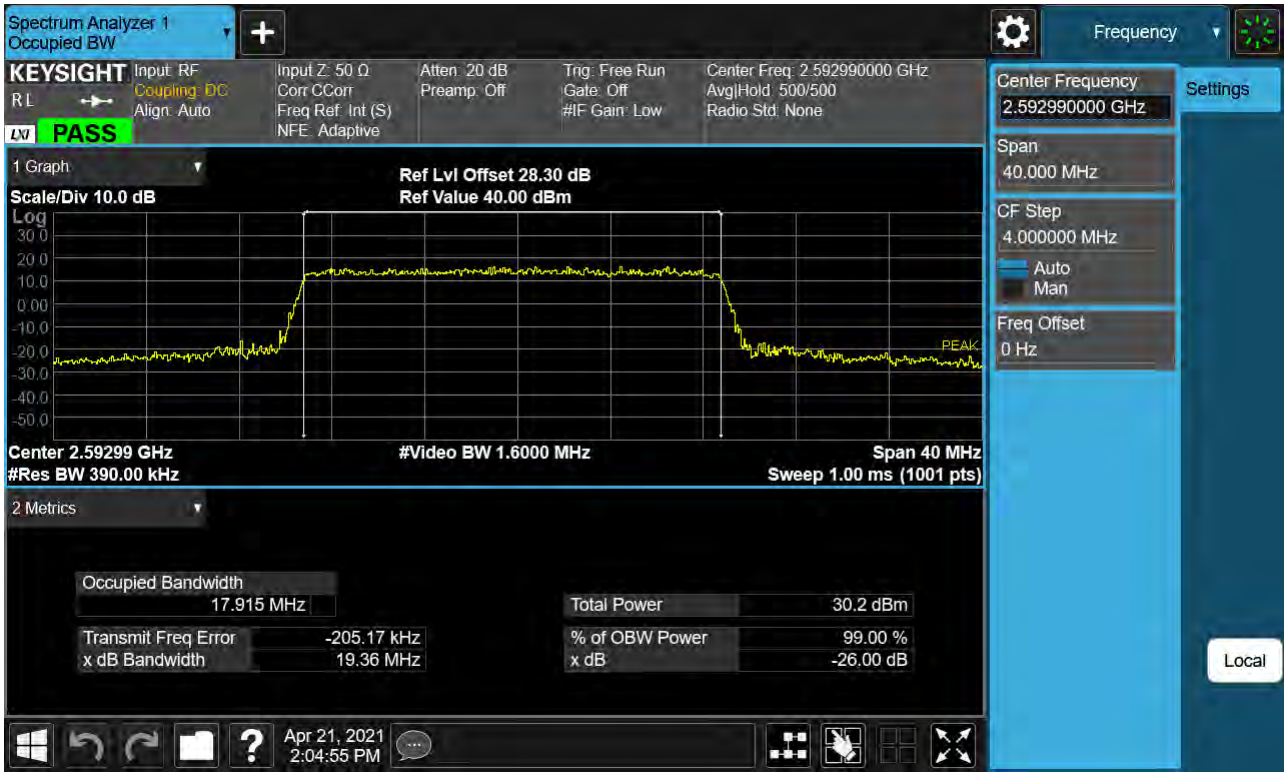 Spectrum Analyzer 1
Occupied BW
Frequency
KEYSIGHT
RL
LXI
PASS
Input: RF
Coupling: DC
Align: Auto
Input Z: 50 Ω
Corr CCorr
Freq Ref: Int (S)
NFE: Adaptive
Atten: 20 dB
Preamp: Off
Trig: Free Run
Gate: Off
#IF Gain: Low
Center Freq: 2.592990000 GHz
Avg|Hold: 500/500
Radio Std: None
Center Frequency
2.592990000 GHz
Settings
Span
40.000 MHz
CF Step
4.000000 MHz
Auto
Man
Freq Offset
0 Hz
Local
1 Graph
Scale/Div 10.0 dB
Ref Lvl Offset 28.30 dB
Ref Value 40.00 dBm
Log
30.0
20.0
10.0
0.00
-10.0
-20.0
-30.0
-40.0
-50.0
PEAK
Center 2.59299 GHz
#Video BW 1.6000 MHz
Span 40 MHz
#Res BW 390.00 kHz
Sweep 1.00 ms (1001 pts)
2 Metrics
Occupied Bandwidth
17.915 MHz
Total Power 30.2 dBm
Transmit Freq Error -205.17 kHz
% of OBW Power 99.00 %
x dB Bandwidth 19.36 MHz
x dB -26.00 dB
Apr 21, 2021
2:04:55 PM